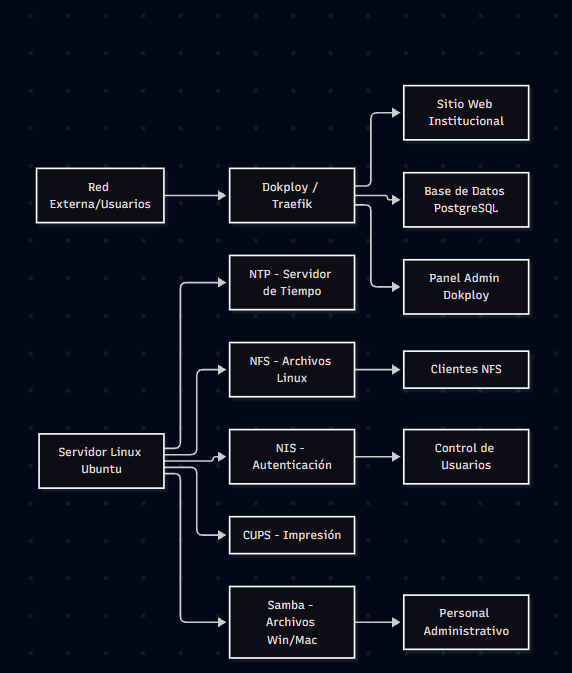 Sitio Web
Institucional
Red
Externa/Usuarios
Dokploy /
Traefik
Base de Datos
PostgreSQL
NTP - Servidor
de Tiempo
Panel Admin
Dokploy
NFS - Archivos
Linux
Clientes NFS
Servidor Linux
Ubuntu
NIS -
Autenticación
Control de
Usuarios
CUPS - Impresión
Samba -
Archivos
Win/Mac
Personal
Administrativo